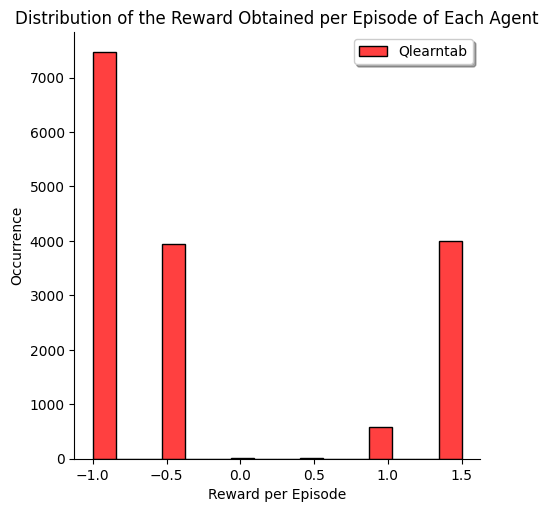 Distribution of the Reward Obtained per Episode of Each Agent
Qlearntab
7000
6000
5000
4000
3000
2000
1000
0
Occurrence
−1.0 −0.5 0.0 0.5 1.0 1.5
Reward per Episode